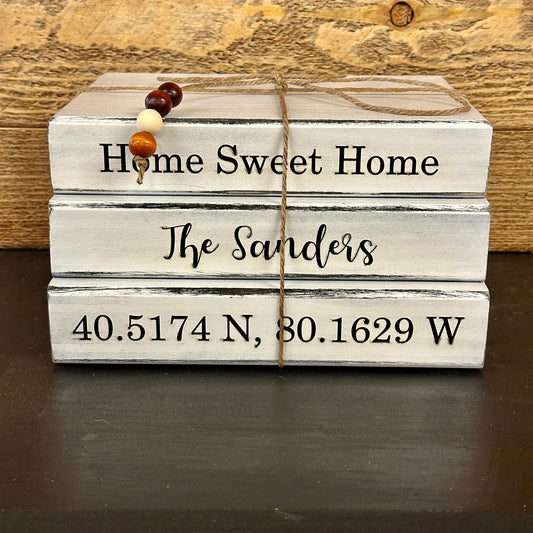 Home Sweet Home
The Sanders
40.5174 N, 80.1629 W